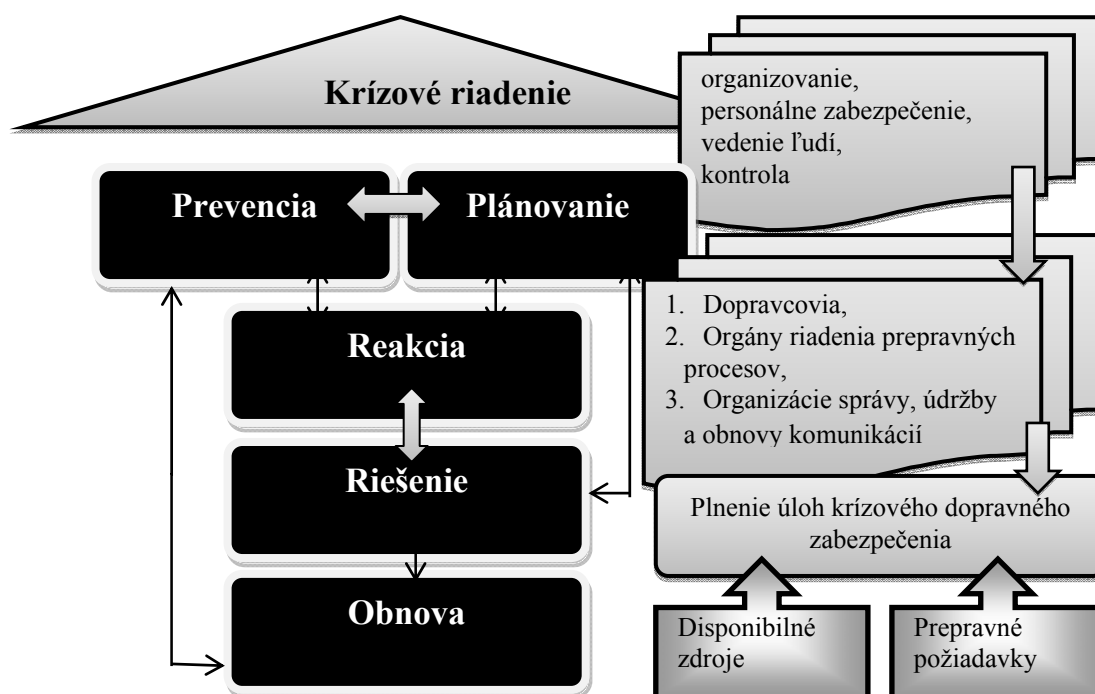 Krízové riadenie
organizovanie,
personálne zabezpečenie,
vedenie ľudí,
kontrola
Prevencia
Plánovanie
Reakcia
Riešenie
Obnova
1. Dopravcovia,
2. Orgány riadenia prepravných
procesov,
3. Organizácie správy, údržby
a obnovy komunikácií
Plnenie úloh krízového dopravného
zabezpečenia
Disponibilné
zdroje
Prepravné
požiadavky